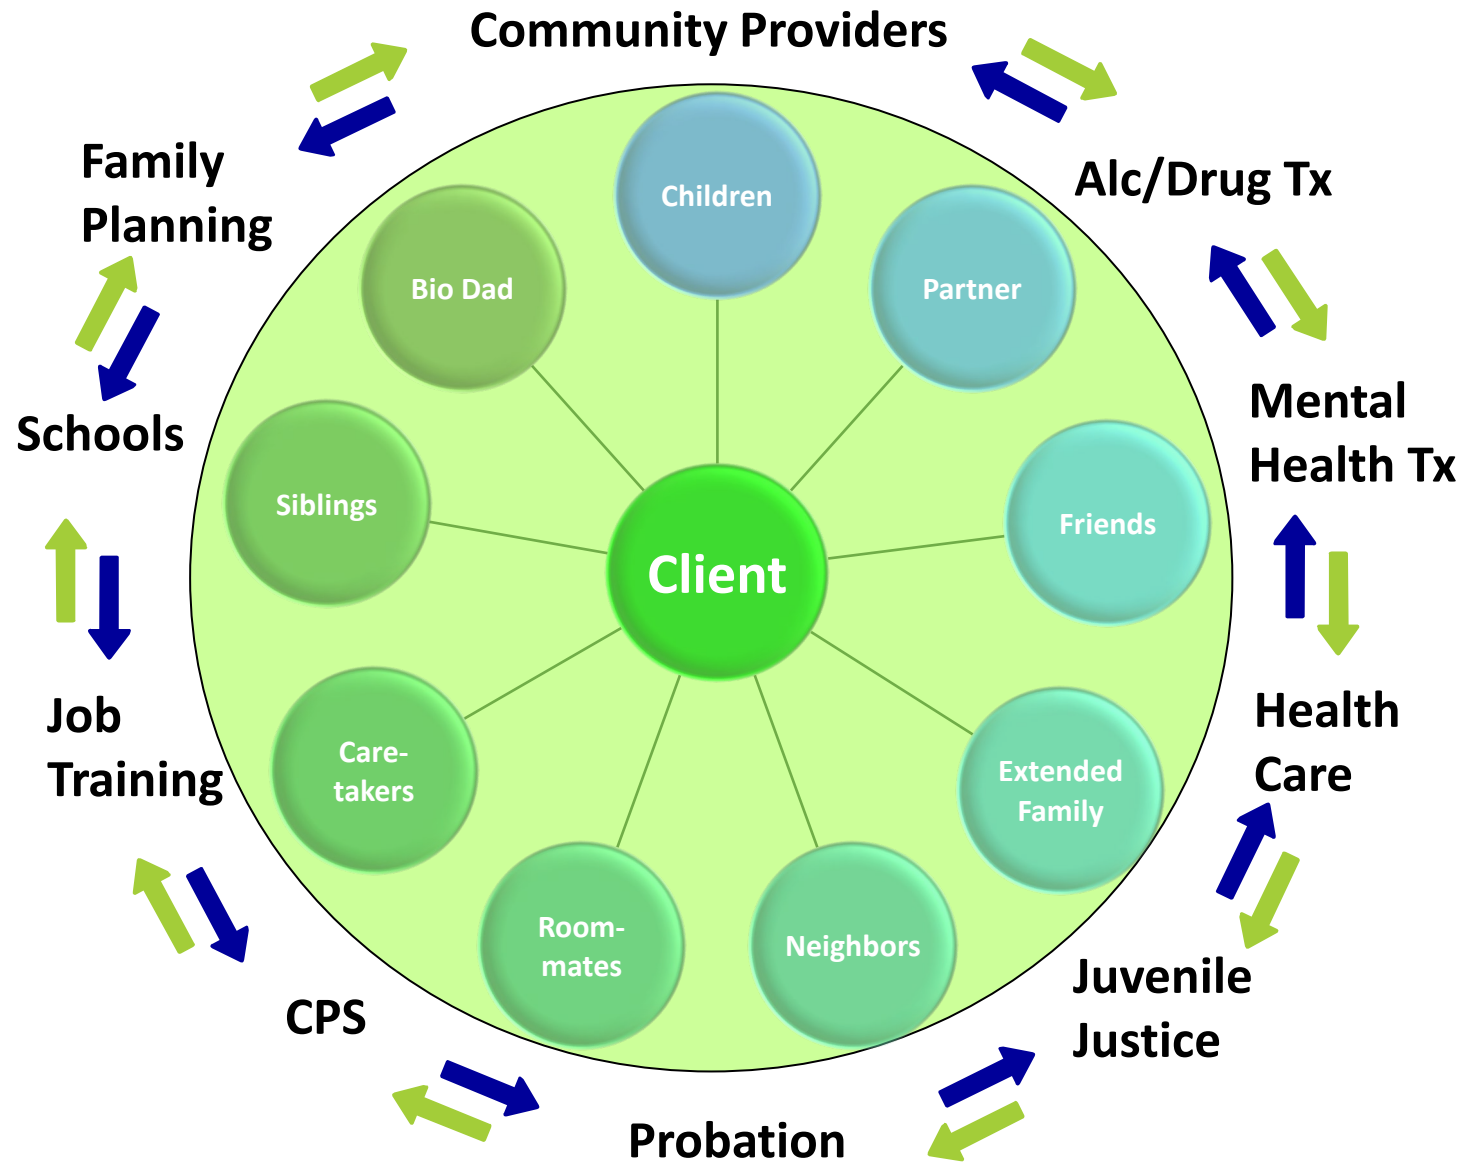 Community Providers
Family
Planning
Alc/Drug Tx
Children
Bio Dad
Partner
Mental
Health Tx
Schools
Siblings
Friends
Client
Job
Training
Health
Care
Care-
takers
Extended
Family
Room-
mates
Neighbors
Juvenile
Justice
CPS
Probation